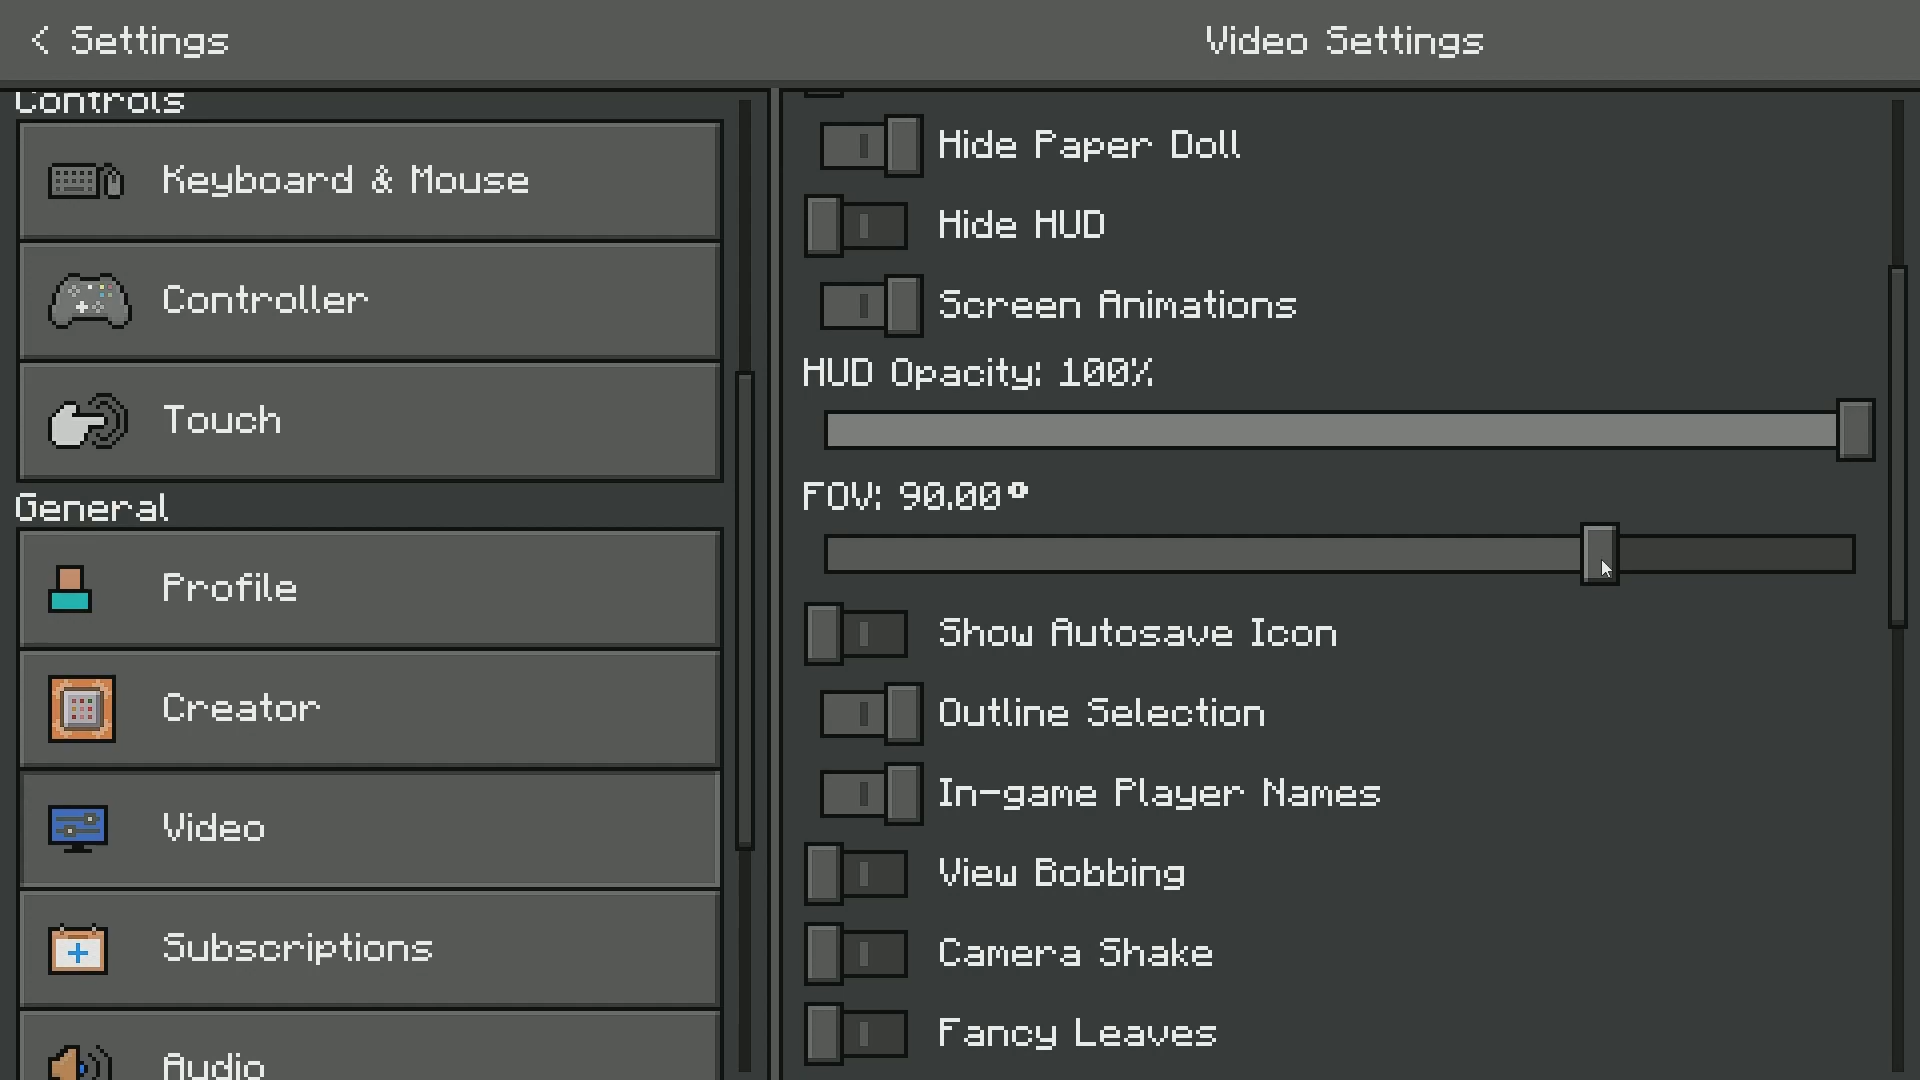 Settings
Video Settings
Controls
Keyboard & Mouse
Controller
Touch
General
Profile
Creator
Video
Subscriptions
Audio
Hide Paper Doll
Hide HUD
Screen Animations
HUD Opacity: 100%
FOV: 90.00°
Show Autosave Icon
Outline Selection
In-game Player Names
View Bobbing
Camera Shake
Fancy Leaves